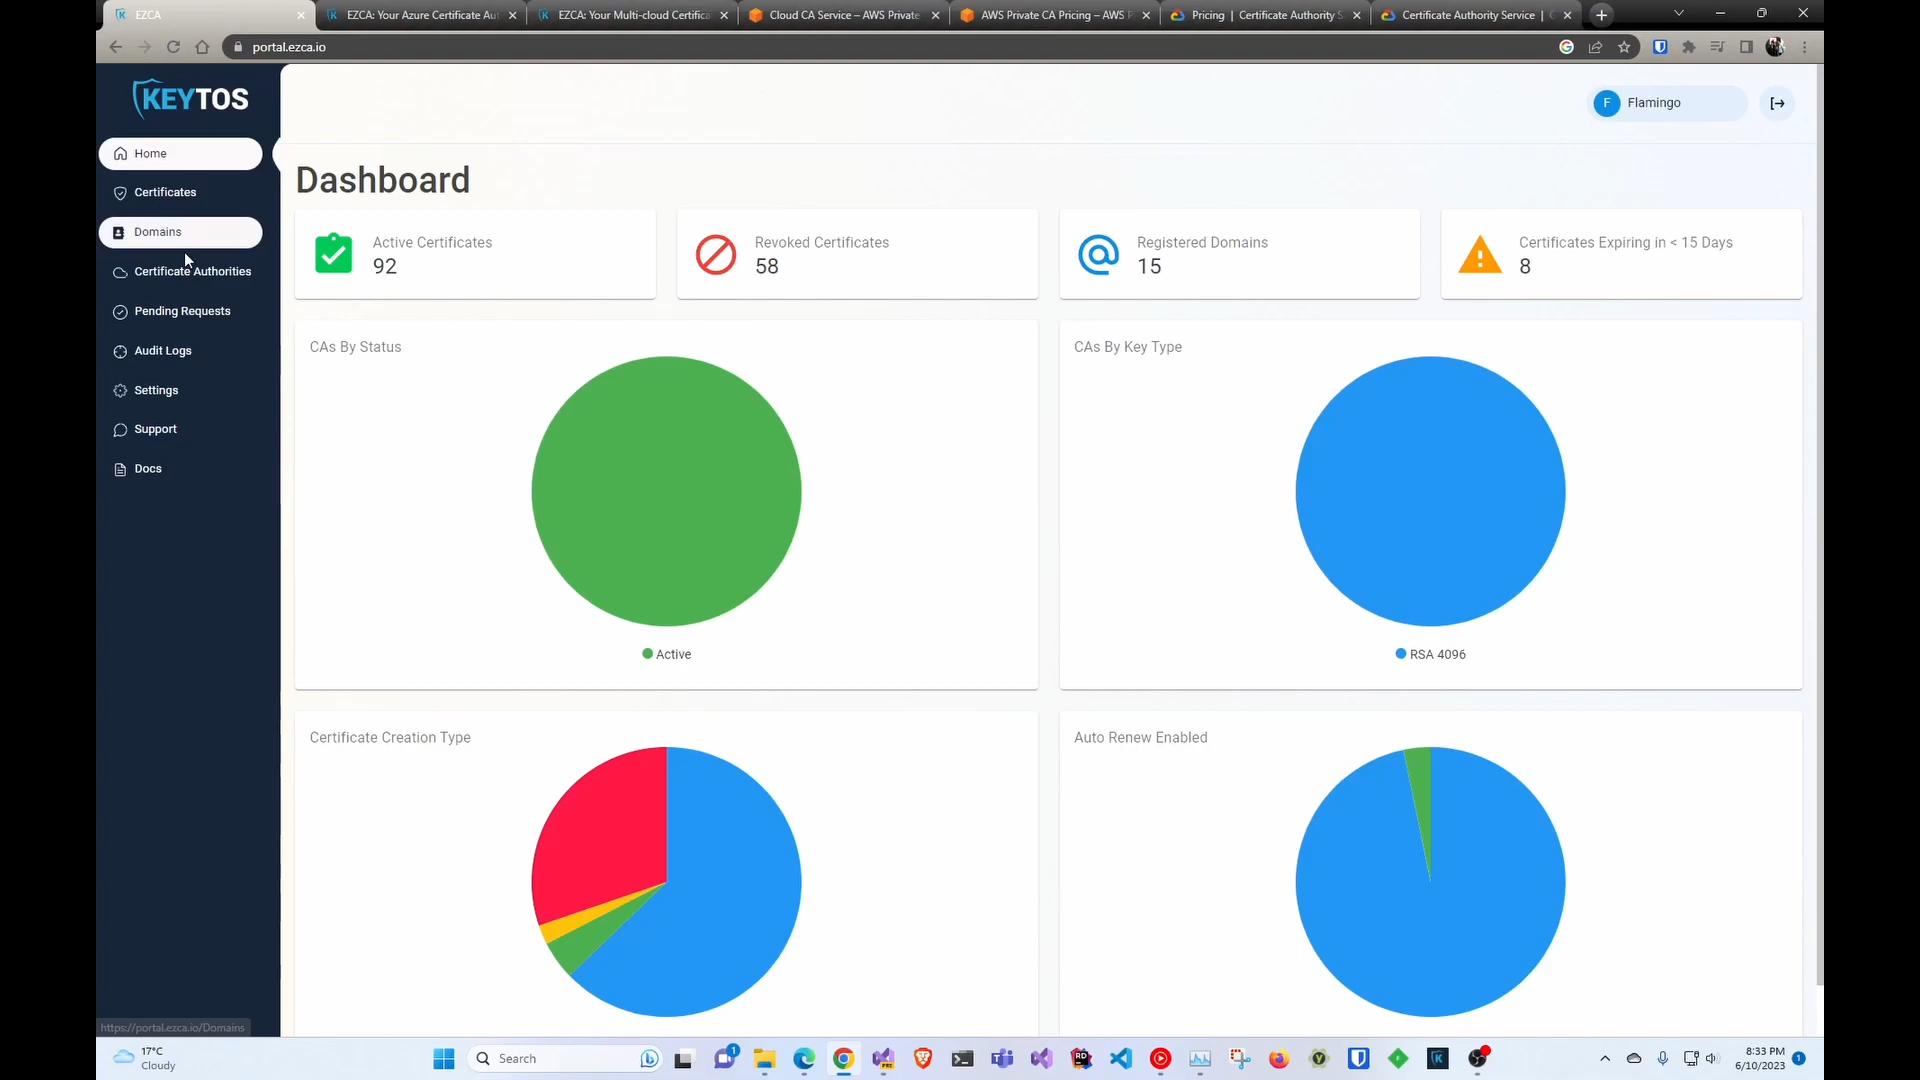 EZCA
EZCA: Your Azure Certificate Au
EZCA: Your Multi-cloud Certifica
Cloud CA Service – AWS Private
AWS Private CA Pricing – AWS P
Pricing | Certificate Authority S
Certificate Authority Service |
portal.ezca.io
KEYTOS
F Flamingo
Home
Certificates
Domains
Certificate Authorities
Pending Requests
Audit Logs
Settings
Support
Docs
Dashboard
Active Certificates
92
Revoked Certificates
58
Registered Domains
15
Certificates Expiring in < 15 Days
8
CAs By Status
Active
CAs By Key Type
RSA 4096
Certificate Creation Type
Auto Renew Enabled
https://portal.ezca.io/Domains
17°C
Cloudy
Search
8:33 PM
6/10/2023